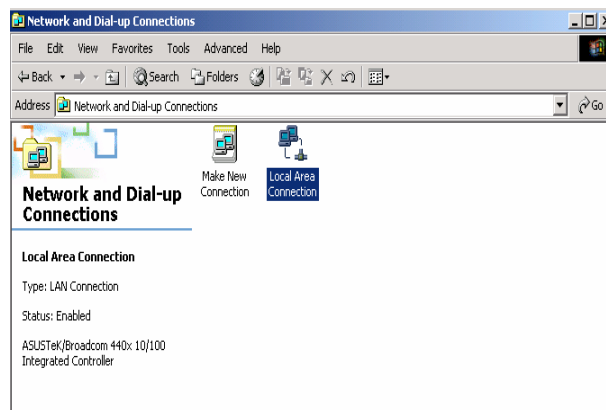 Network and Dial-up Connections
File Edit View Favorites Tools Advanced Help
Back Search Folders
Address Network and Dial-up Connections Go
Make New Connection
Local Area Connection
Network and Dial-up
Connections
Local Area Connection
Type: LAN Connection
Status: Enabled
ASUSTeK/Broadcom 440x 10/100
Integrated Controller